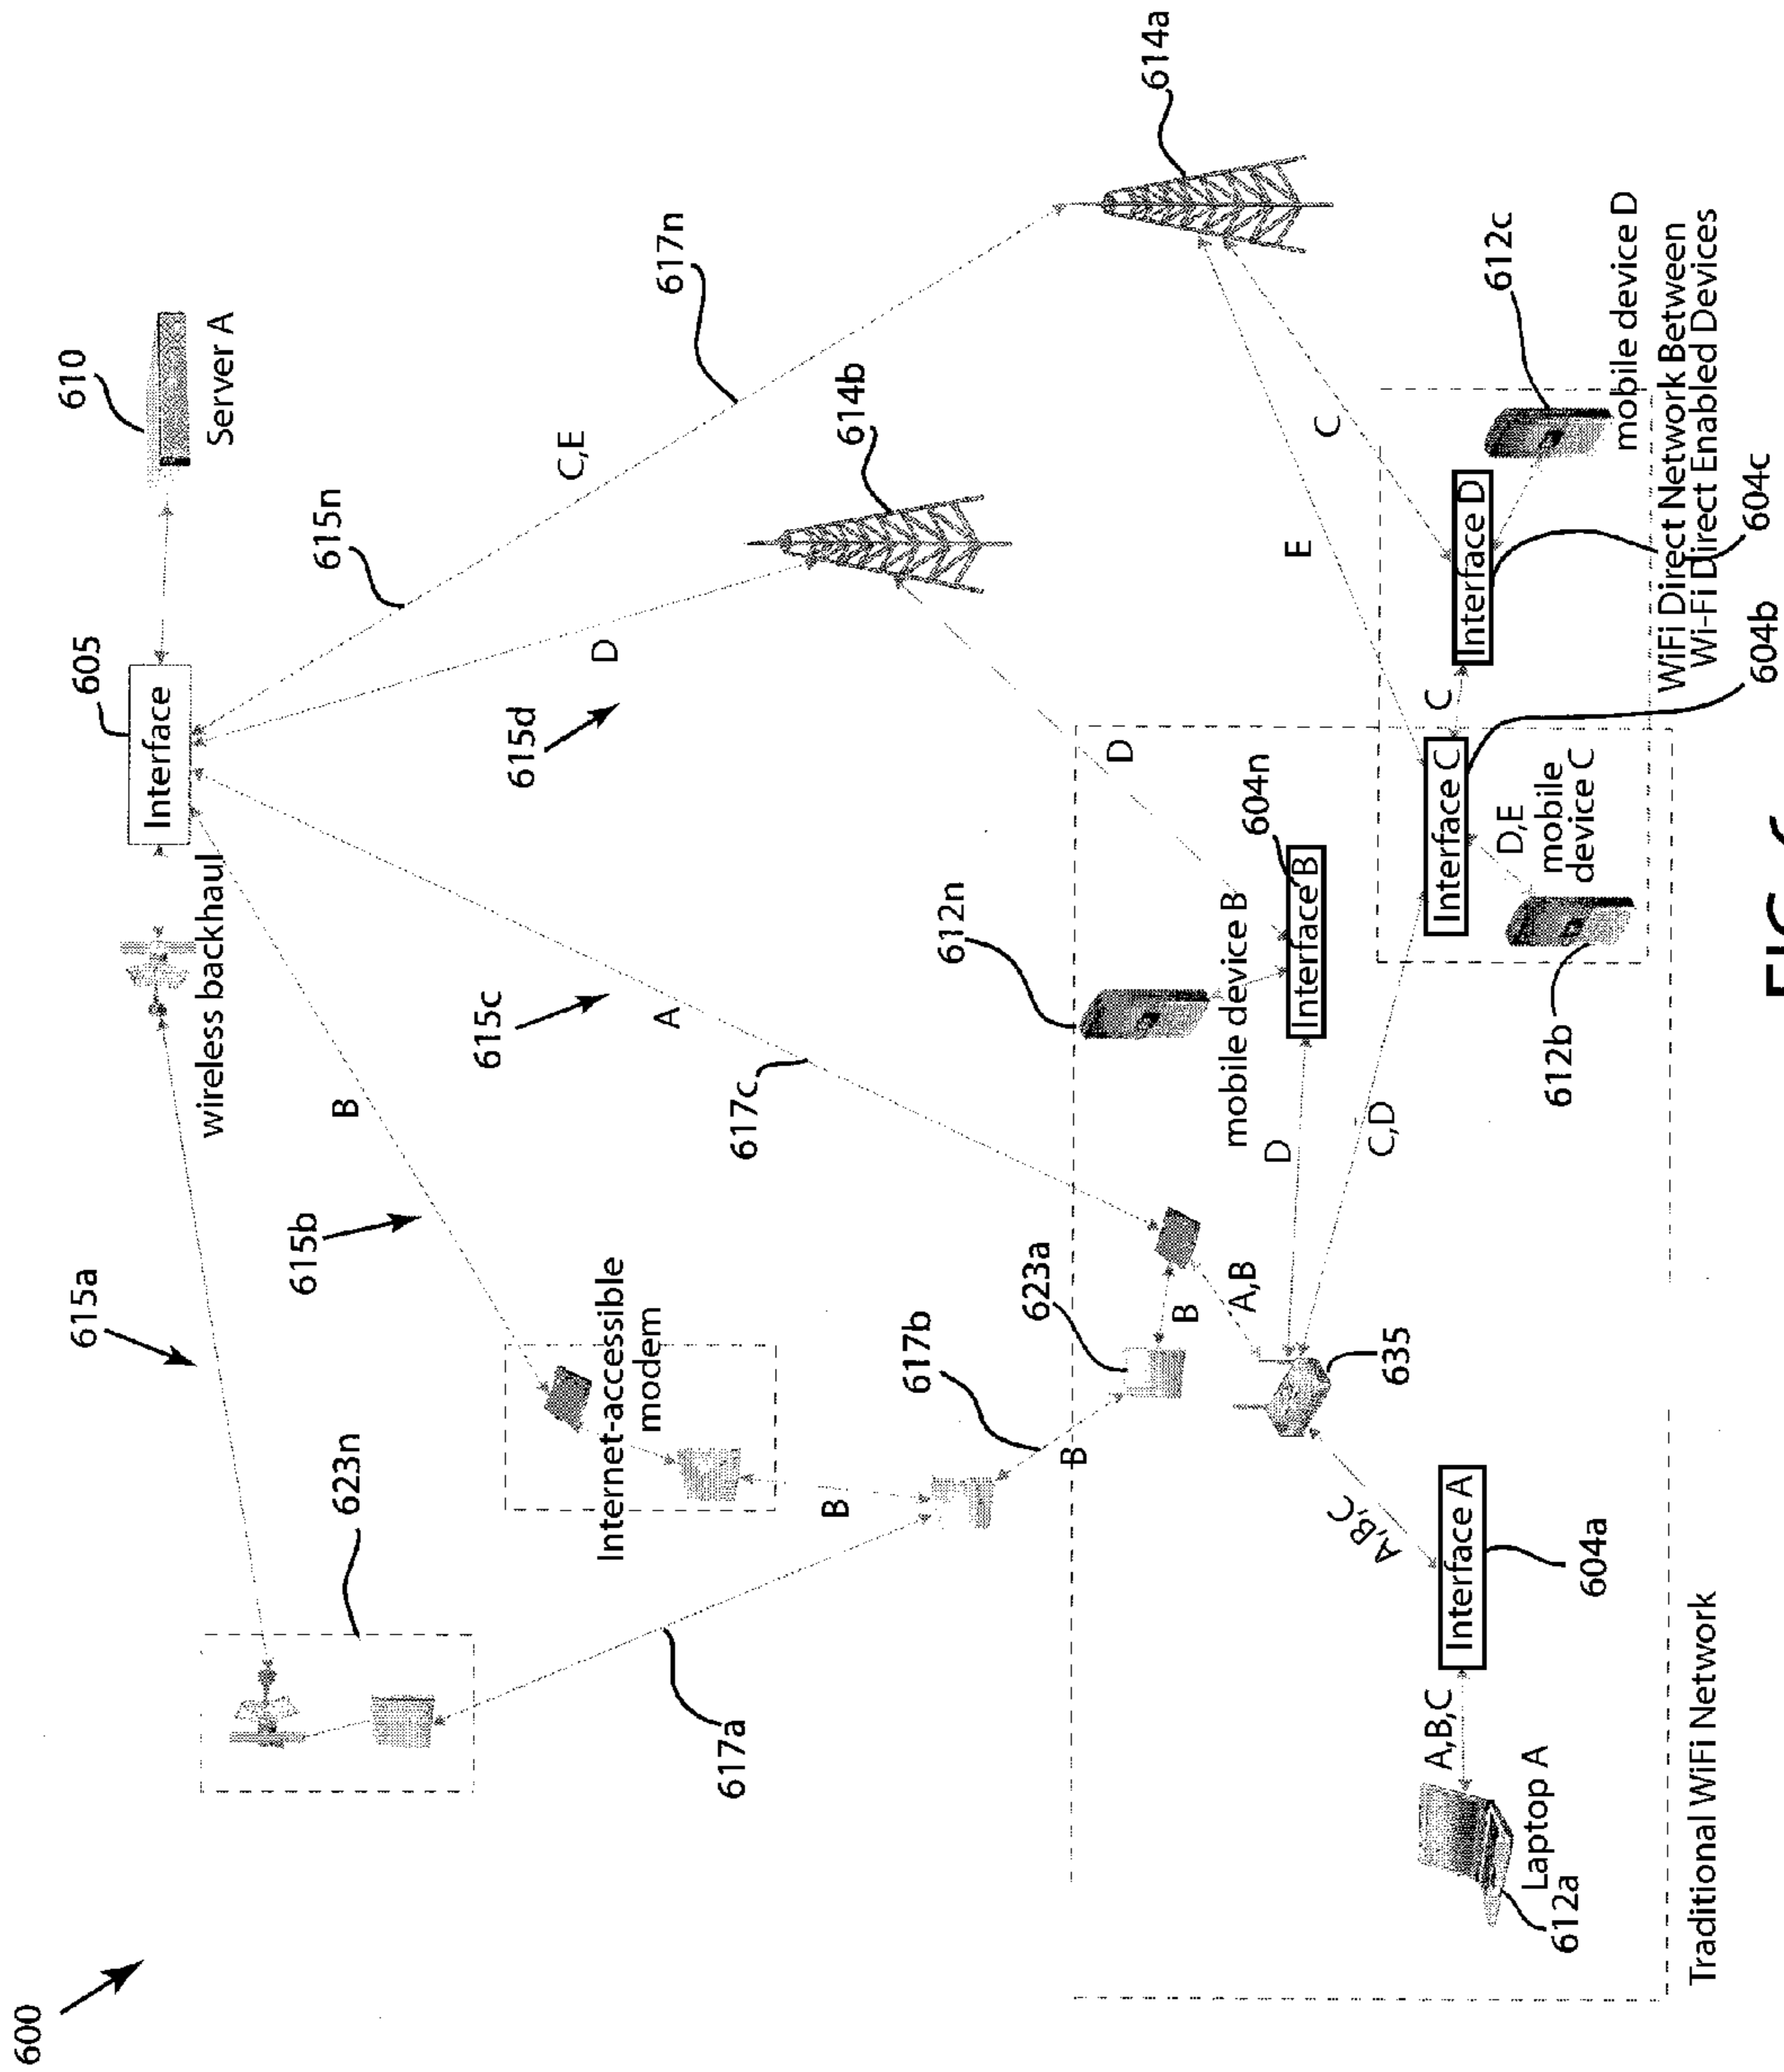 600
615a
605
610
Interface
Server A
wireless backhaul
623n
615b
B
615n
617n
615c
615d
D
C,E
614a
Internet-accessible
modem
617a
A
617c
614b
B
617b
B
623a
B
A,B
612n
mobile device B
D
604n
Interface B
D
E
C
612c
mobile device D
635
A,B,C
C,D
Interface A
604a
A,B,C
Laptop A
612a
Interface C
C
Interface D
D,E
mobile
device C
612b
604b
604c
WiFi Direct Network Between
Wi-Fi Direct Enabled Devices
Traditional WiFi Network